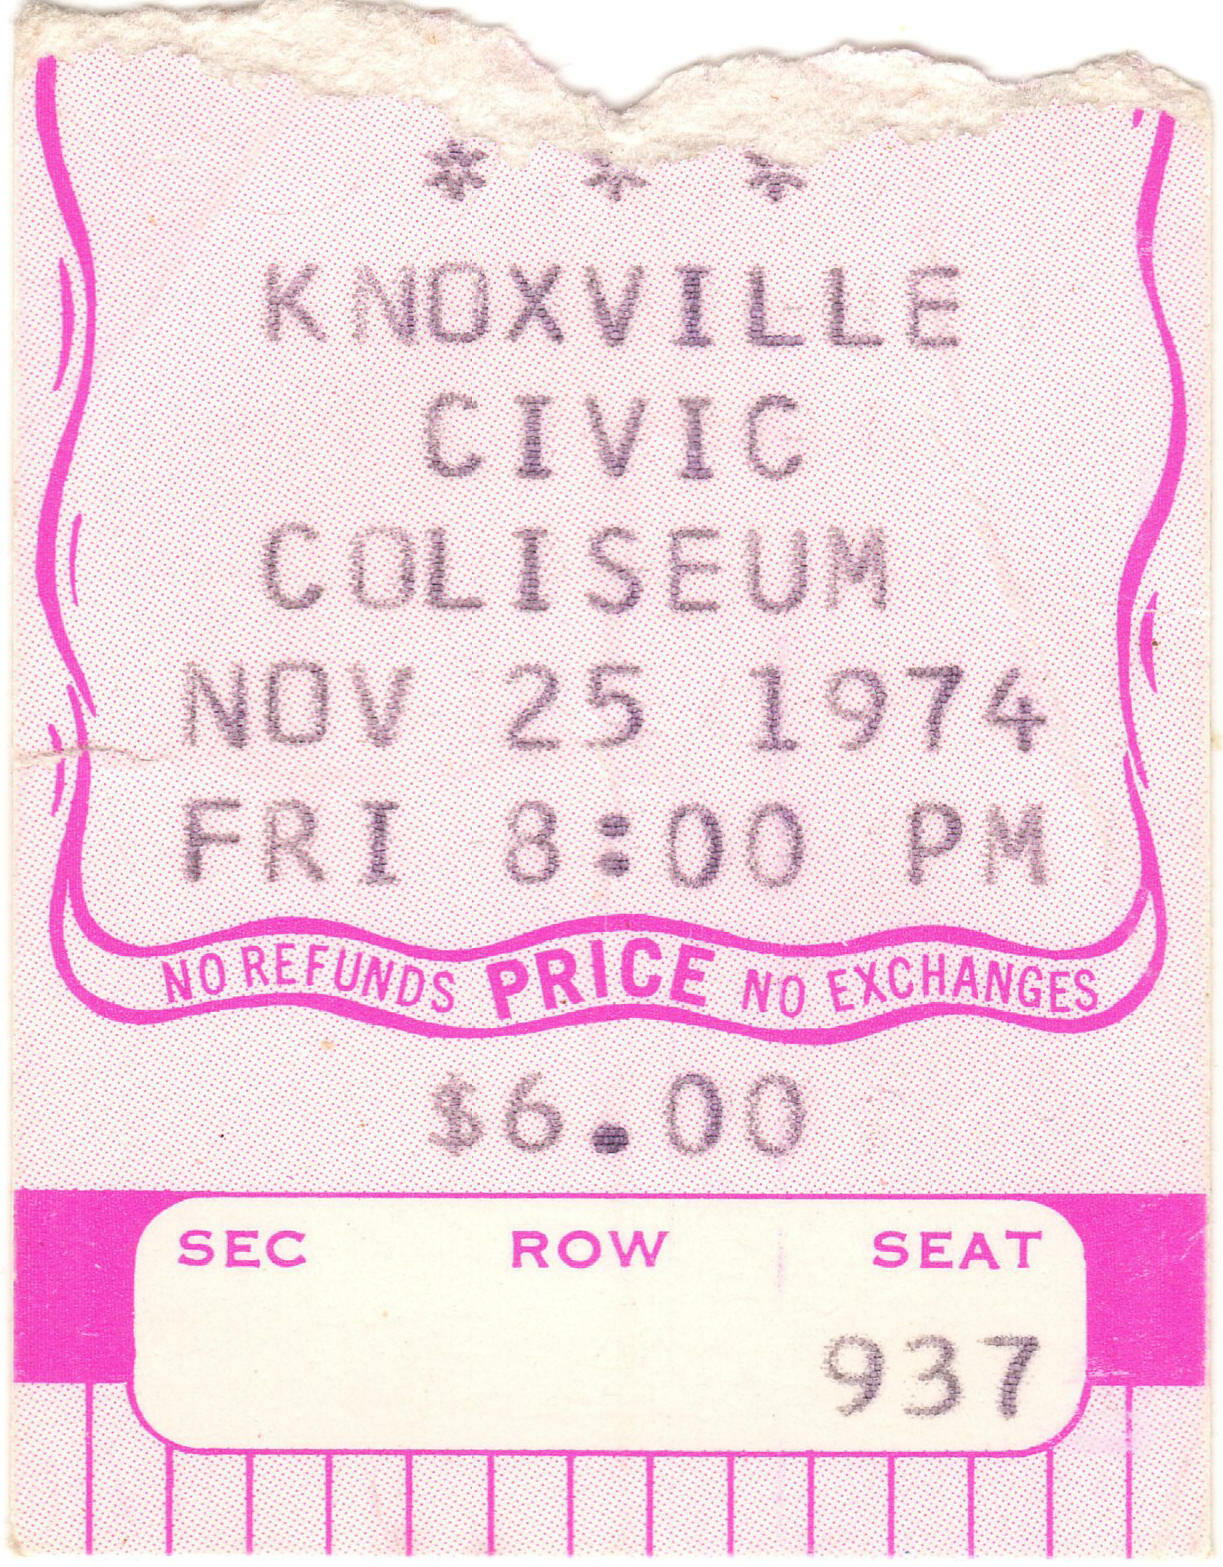 * * *
KNOXVILLE
CIVIC
COLISEUM
NOV 25 1974
FRI 8:00 PM
NO REFUNDS PRICE NO EXCHANGES
$6.00
SEC ROW SEAT
937